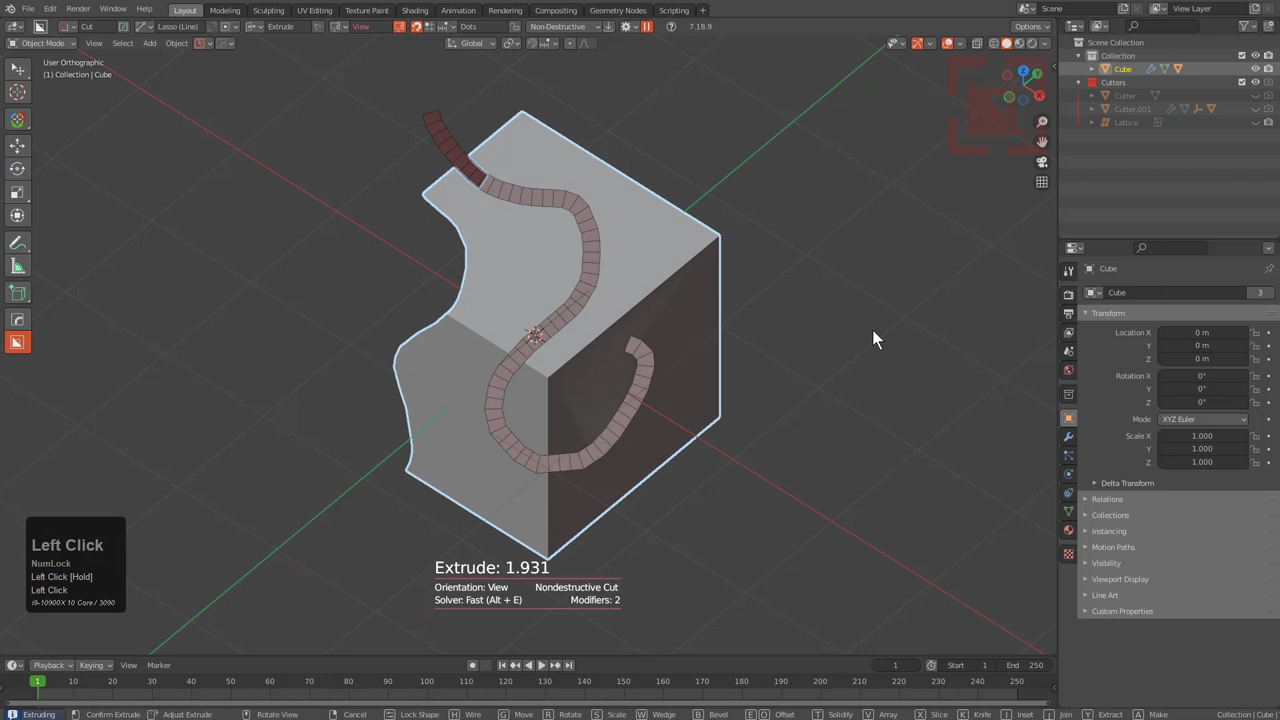 File Edit Render Window Help Layout Modeling Sculpting UV Editing Texture Paint Shading Animation Rendering Compositing Geometry Nodes Scripting + Scene View Layer
Cut Lasso (Line) Extrude View Dots Non-Destructive 7.18.9 Options
Object Mode View Select Add Object Global
User Orthographic
(1) Collection | Cube
Scene Collection
Collection
Cube
Cutters
Cutter
Cutter.001
Lattice
Cube
Cube 3
Transform
Location X 0 m
Y 0 m
Z 0 m
Rotation X 0°
Y 0°
Z 0°
Mode XYZ Euler
Scale X 1.000
Y 1.000
Z 1.000
Delta Transform
Relations
Collections
Instancing
Motion Paths
Visibility
Viewport Display
Line Art
Custom Properties
Left Click
NumLock
Left Click [Hold]
Left Click
i9-10900X 10 Core / 3090
Extrude: 1.931
Orientation: View Nondestructive Cut
Solver: Fast (Alt + E) Modifiers: 2
Playback Keying View Marker 1 Start 1 End 250
1 10 20 30 40 50 60 70 80 90 100 110 120 130 140 150 160 170 180 190 200 210 220 230 240 250
Extruding Confirm Extrude Adjust Extrude Rotate View Cancel Lock Shape H Wire G Move R Rotate S Scale W Wedge B Bevel E O Offset T Solidify V Array X Slice K Knife I Inset J Join Y Extract A Make Collection | Cube